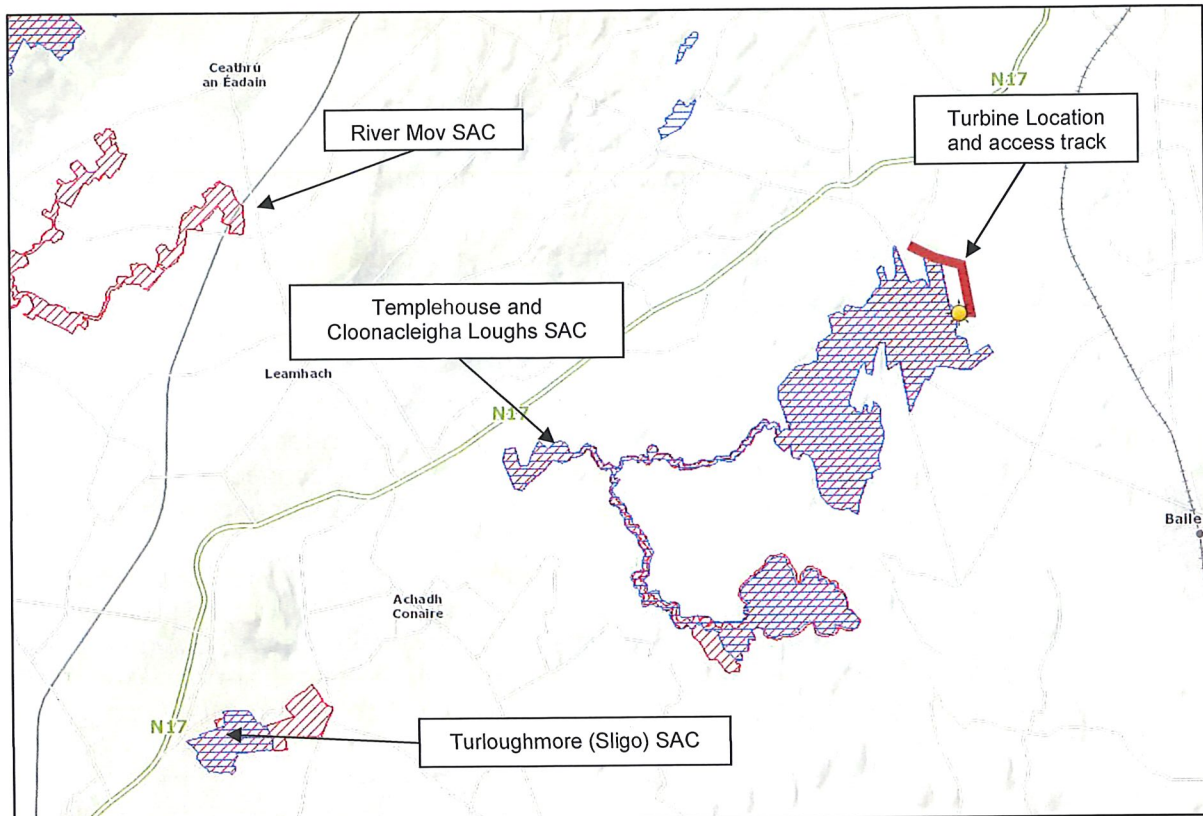 Ceathrú
an Éadain
N17
River Mov SAC
Turbine Location
and access track
Templehouse and
Cloonacleigha Loughs SAC
Leamhach
N17
Balle
Achadh
Conaire
N17
Turloughmore (Sligo) SAC